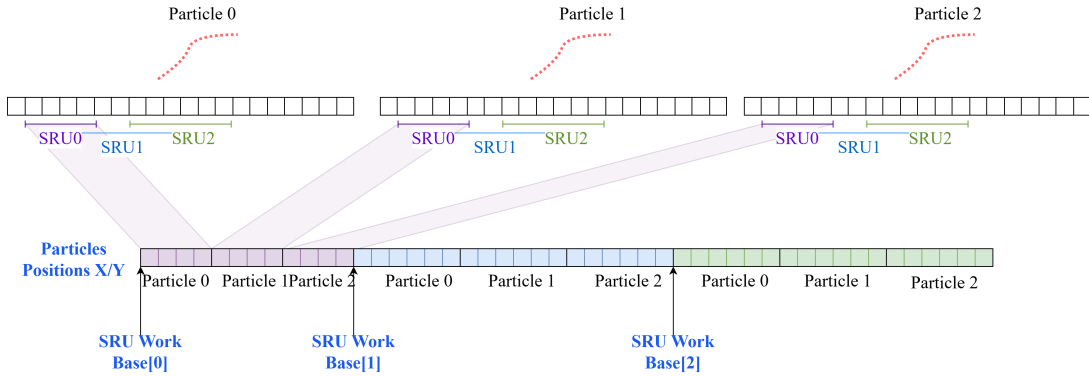 Particle 0
Particle 1
Particle 2
SRU0
SRU2
SRU1
SRU0
SRU2
SRU1
SRU0
SRU2
SRU1
Particles
Positions X/Y
Particle 0
Particle 1
Particle 2
Particle 0
Particle 1
Particle 2
Particle 0
Particle 1
Particle 2
SRU Work
Base[0]
SRU Work
Base[1]
SRU Work
Base[2]